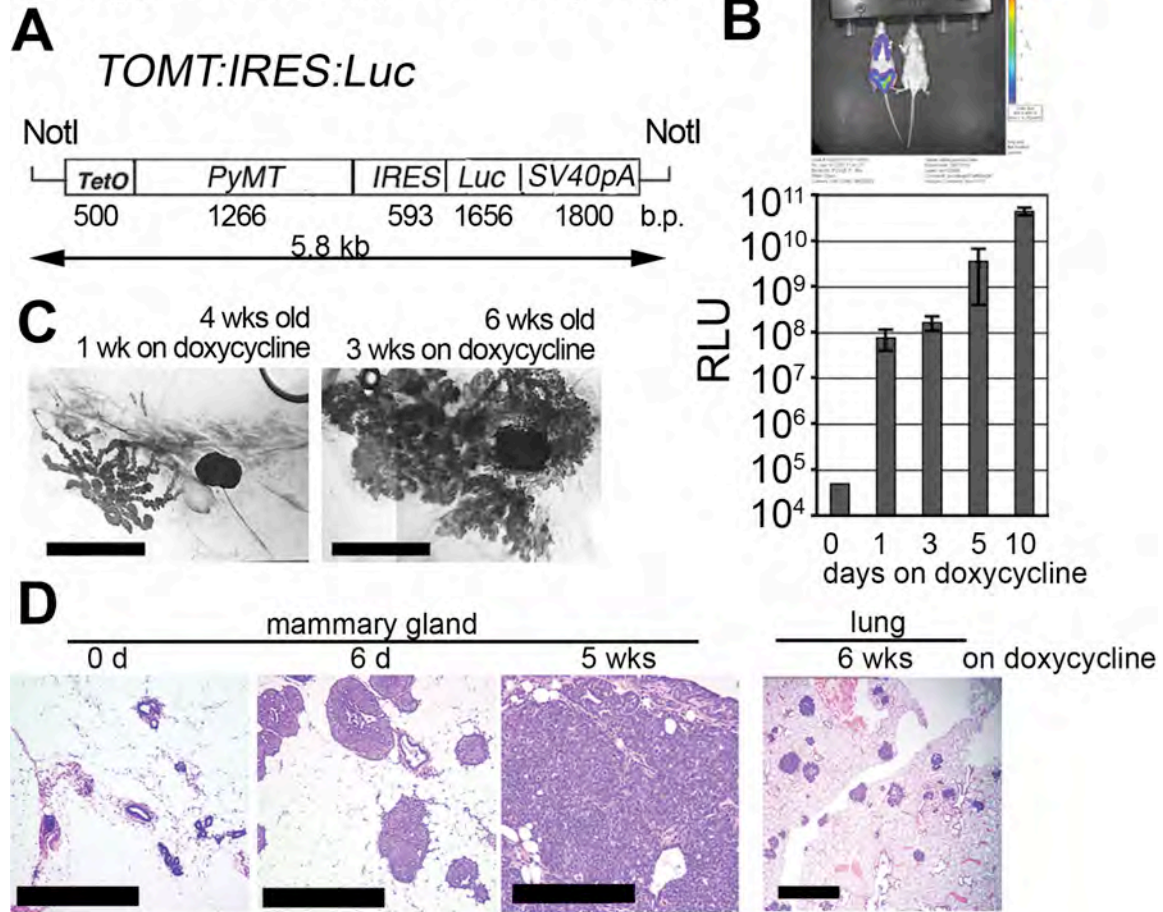 A
TOMT:IRES:Luc
NotI NotI
TetO PyMT IRES Luc SV40pA
500 1266 593 1656 1800 b.p.
5.8 kb
B
10¹¹
10¹⁰
10⁹
10⁸
10⁷
10⁶
10⁵
10⁴
RLU
0 1 3 5 10
days on doxycycline
C
4 wks old
1 wk on doxycycline
6 wks old
3 wks on doxycycline
D
mammary gland
0 d 6 d 5 wks
lung
6 wks on doxycycline